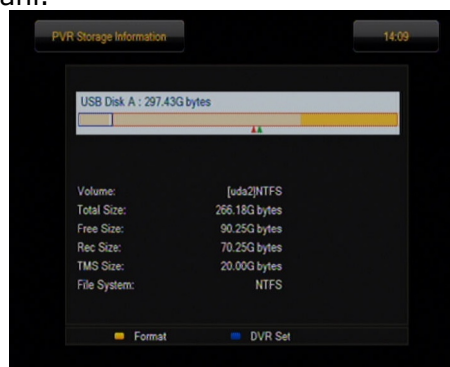 PVR Storage Information 14:09
USB Disk A : 297.43G bytes
Volume: [uda2]NTFS
Total Size: 266.18G bytes
Free Size: 90.25G bytes
Rec Size: 70.25G bytes
TMS Size: 20.00G bytes
File System: NTFS
Format DVR Set